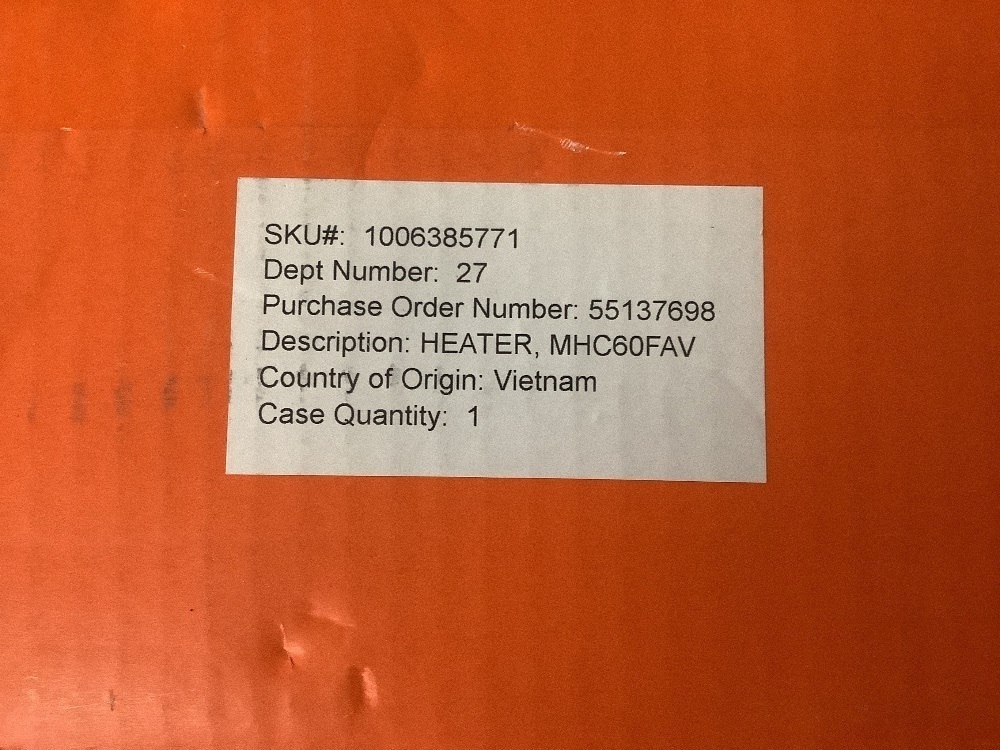 SKU#: 1006385771
Dept Number: 27
Purchase Order Number: 55137698
Description: HEATER, MHC60FAV
Country of Origin: Vietnam
Case Quantity: 1